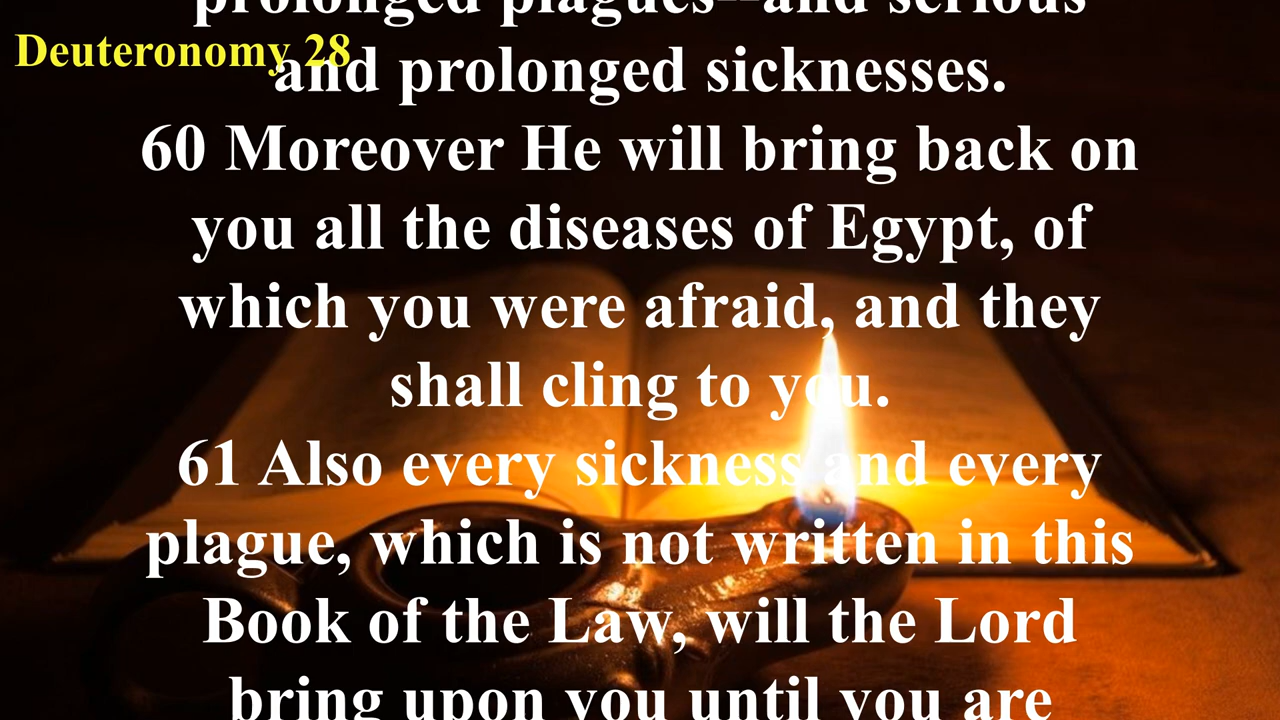 prolonged plagues--and serious
Deuteronomy 28
and prolonged sicknesses.
60 Moreover He will bring back on
you all the diseases of Egypt, of
which you were afraid, and they
shall cling to you.
61 Also every sickness and every
plague, which is not written in this
Book of the Law, will the Lord
bring upon you until you are